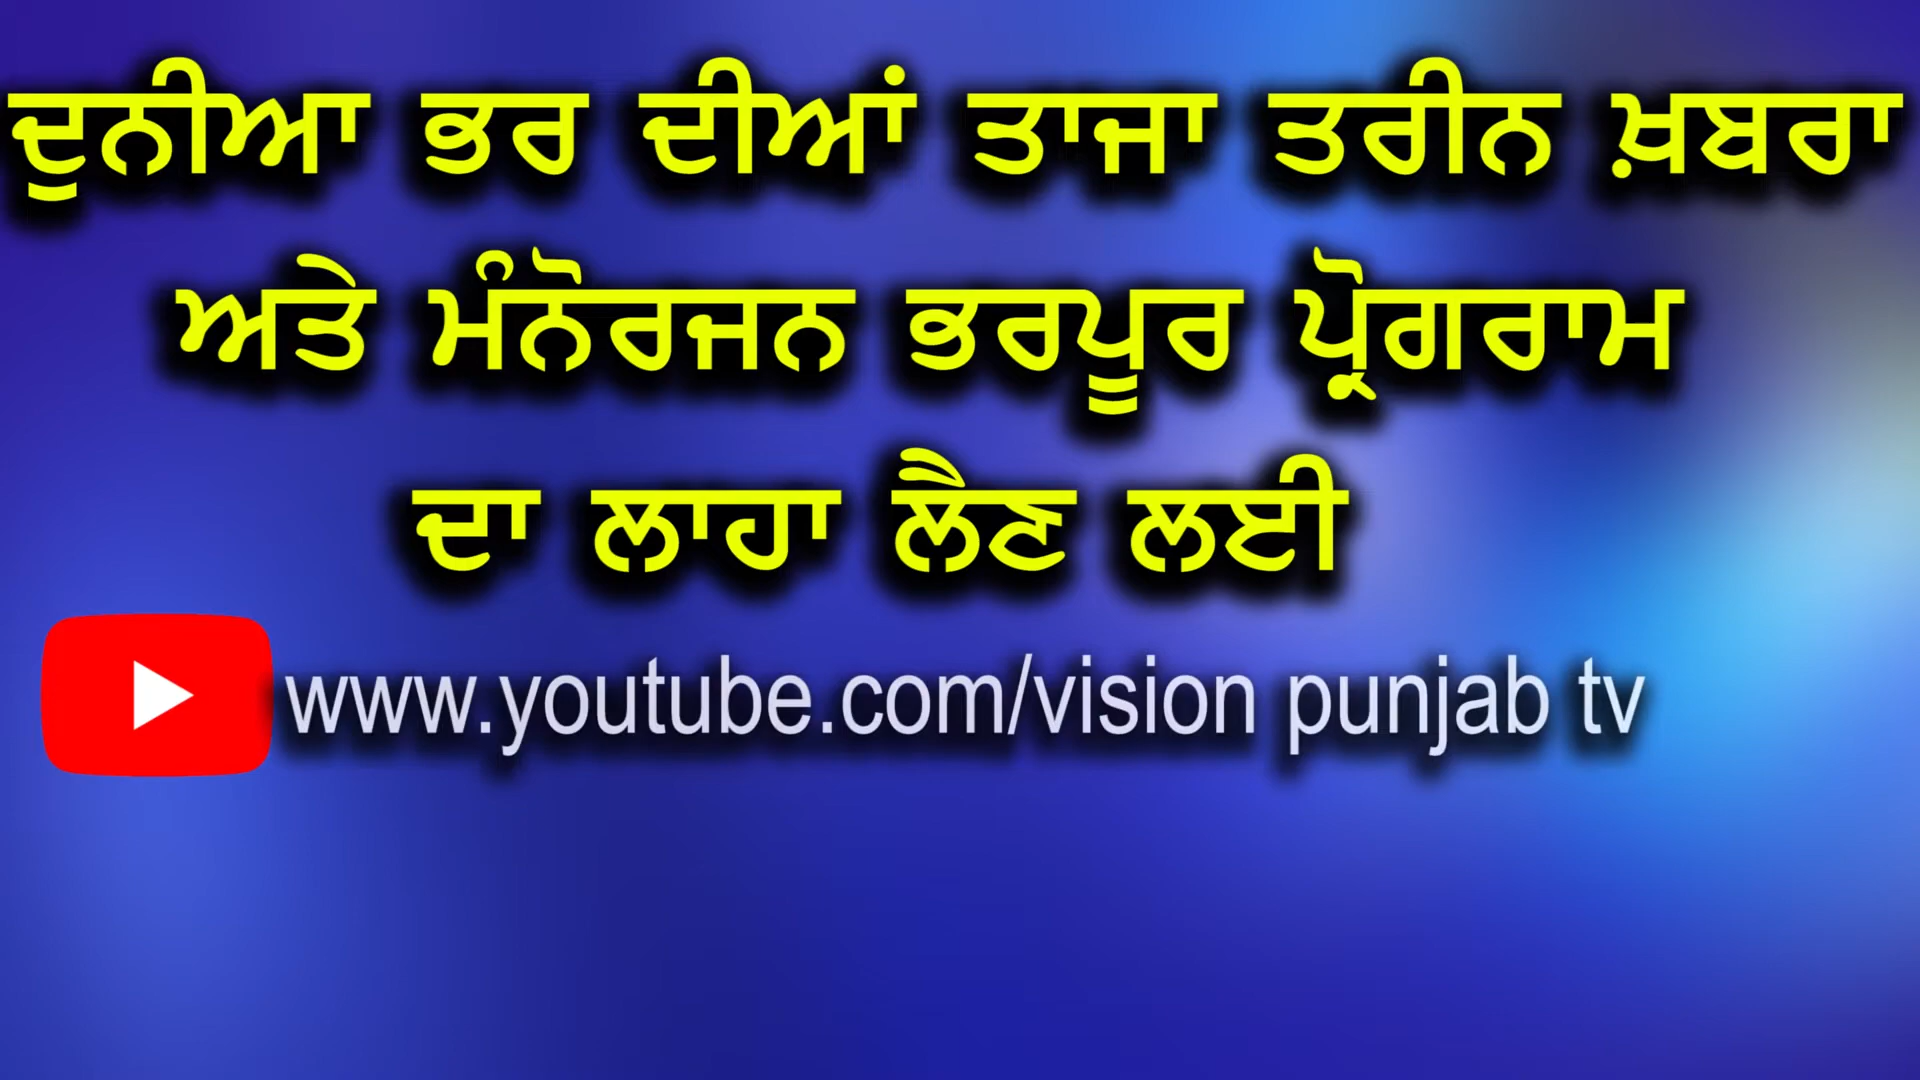 ਦੁਨੀਆ ਭਰ ਦੀਆਂ ਤਾਜਾ ਤਰੀਨ ਖ਼ਬਰਾ
ਅਤੇ ਮੰਨੋਰਜਨ ਭਰਪੂਰ ਪ੍ਰੋਗਰਾਮ
ਦਾ ਲਾਹਾ ਲੈਣ ਲਈ
www.youtube.com/vision punjab tv